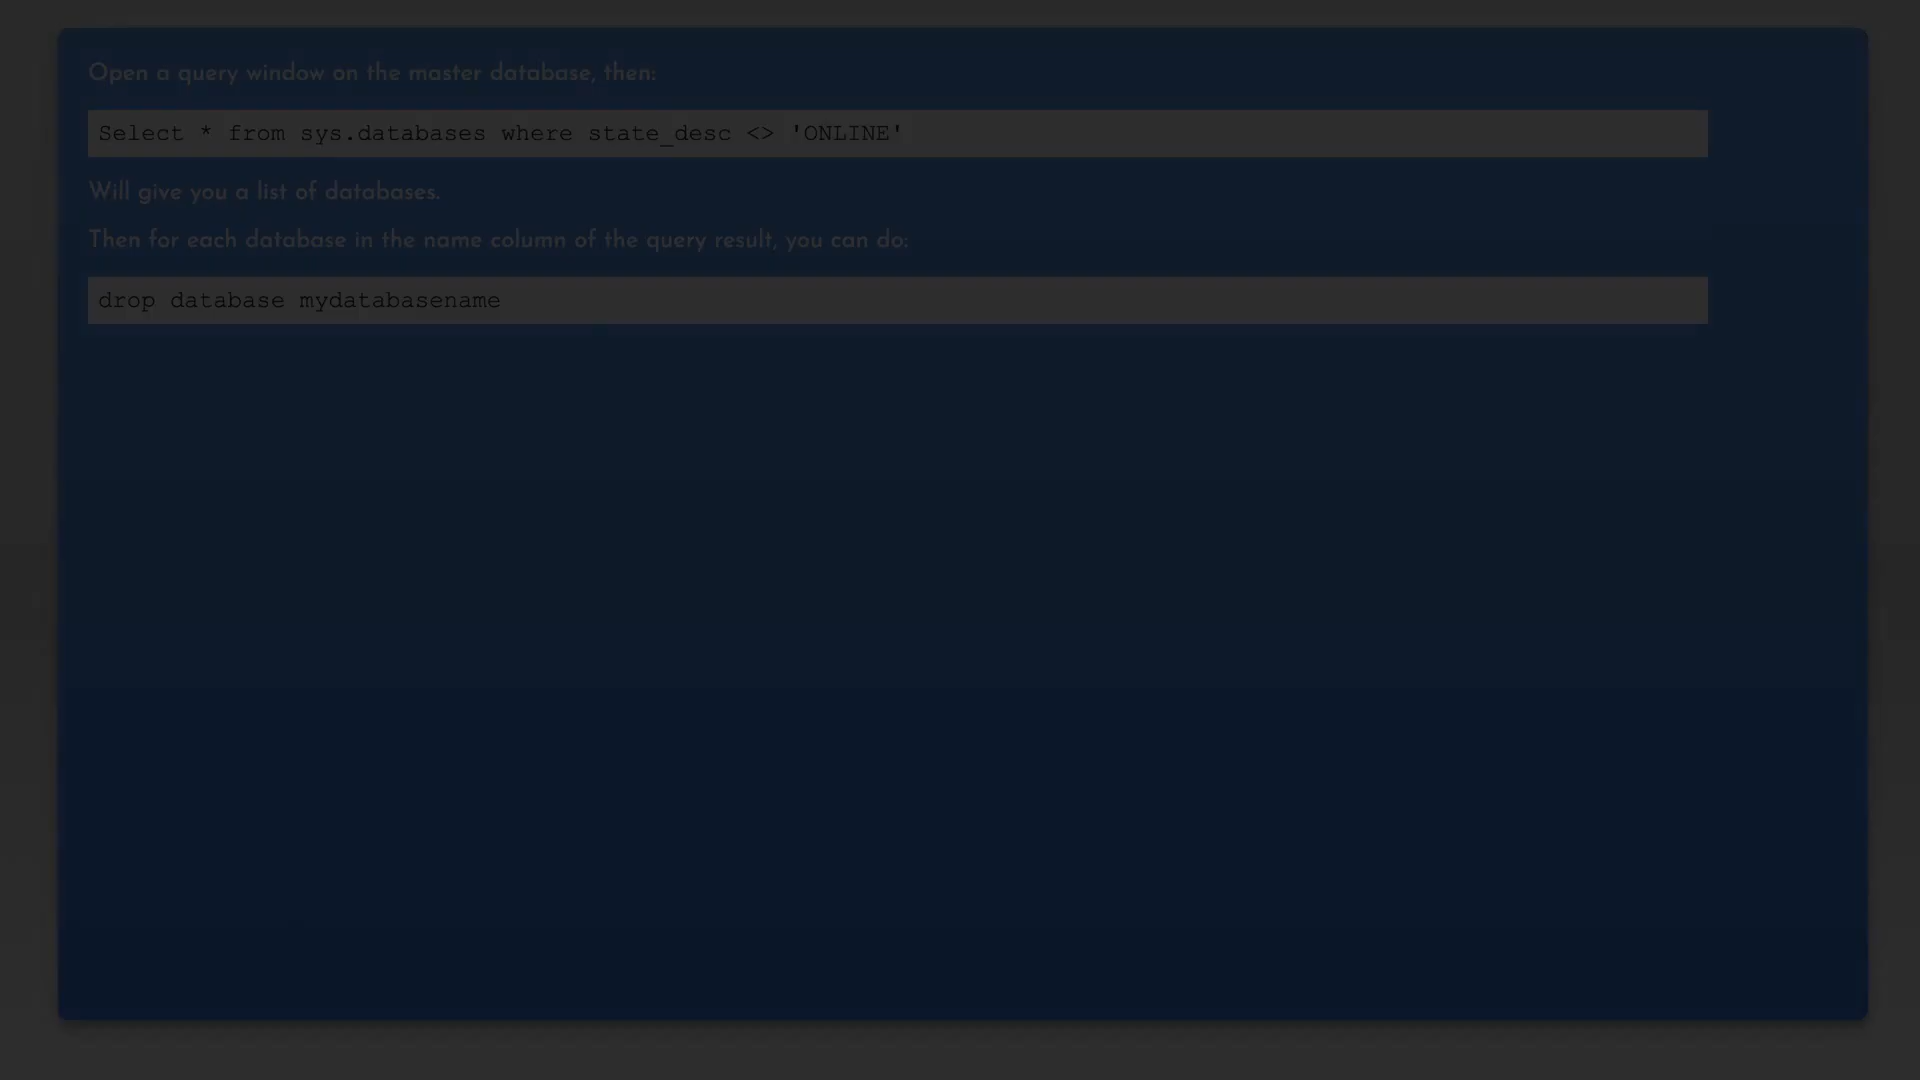 Open a query window on the master database, then:
Select * from sys.databases where state_desc <> 'ONLINE'
Will give you a list of databases.
Then for each database in the name column of the query result, you can do:
drop database mydatabasename